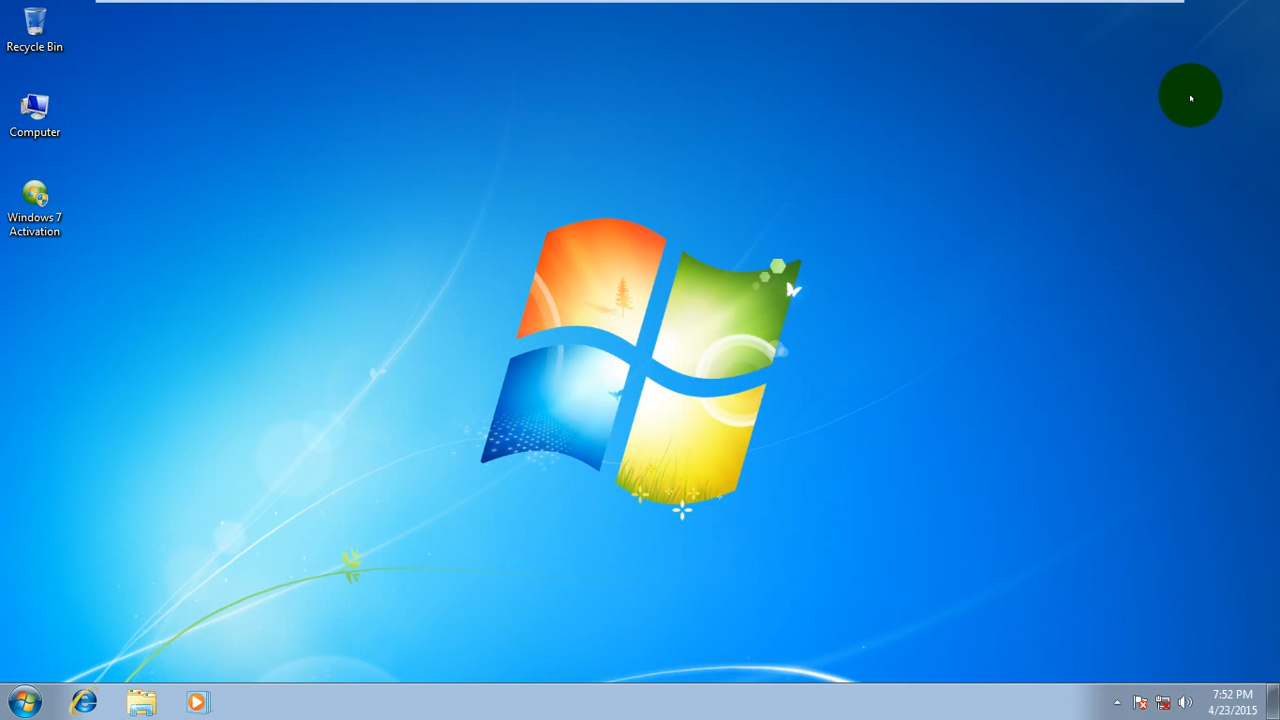 Recycle Bin
Computer
Windows 7
Activation
7:52 PM
4/23/2015